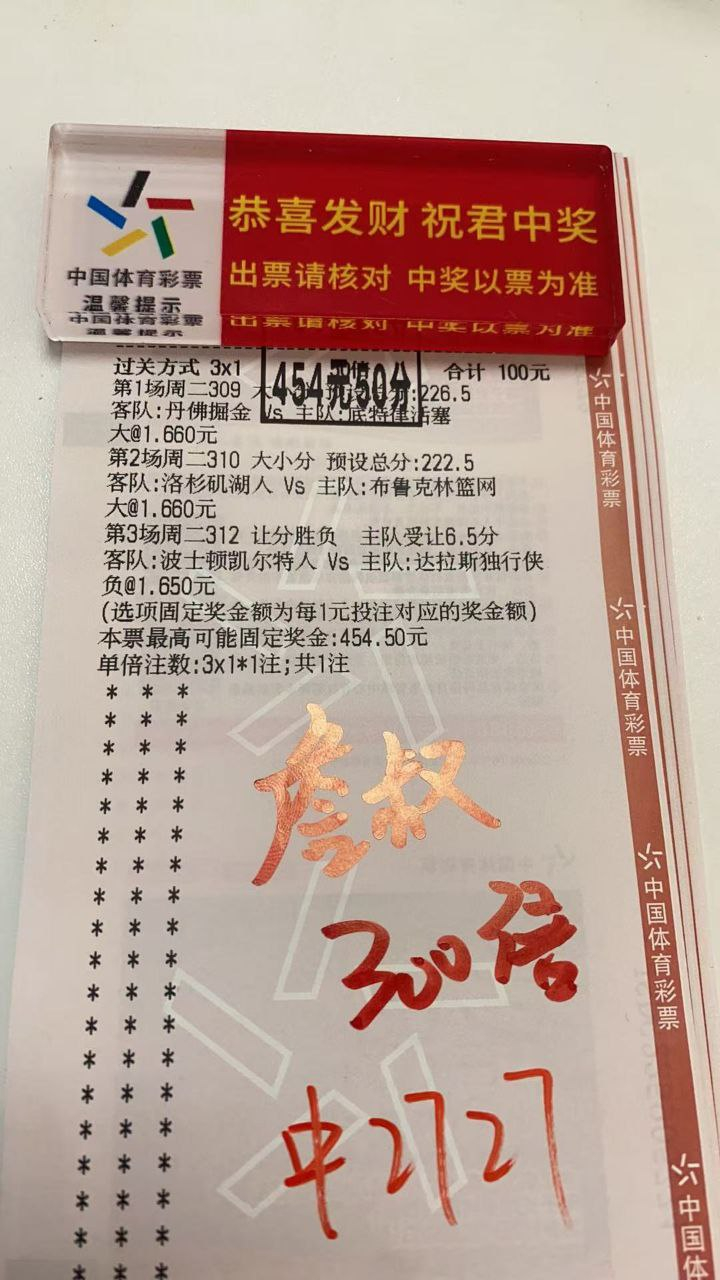 恭喜发财 祝君中奖
中国体育彩票
出票请核对 中奖以票为准
温馨提示
过关方式 3x1
454元50分
合计 100元
第1场周二309 大小分 预设总分:226.5
客队:丹佛掘金 Vs 主队:底特律活塞
大@1.660元
第2场周二310 大小分 预设总分:222.5
客队:洛杉矶湖人 Vs 主队:布鲁克林篮网
大@1.660元
第3场周二312 让分胜负 主队受让6.5分
客队:波士顿凯尔特人 Vs 主队:达拉斯独行侠
负@1.650元
(选项固定奖金额为每1元投注对应的奖金额)
本票最高可能固定奖金:454.50元
单倍注数:3x1*1注;共1注
詹叔
300倍
中2727
中国体育彩票
中国体育彩票
中国体育彩票
中国体